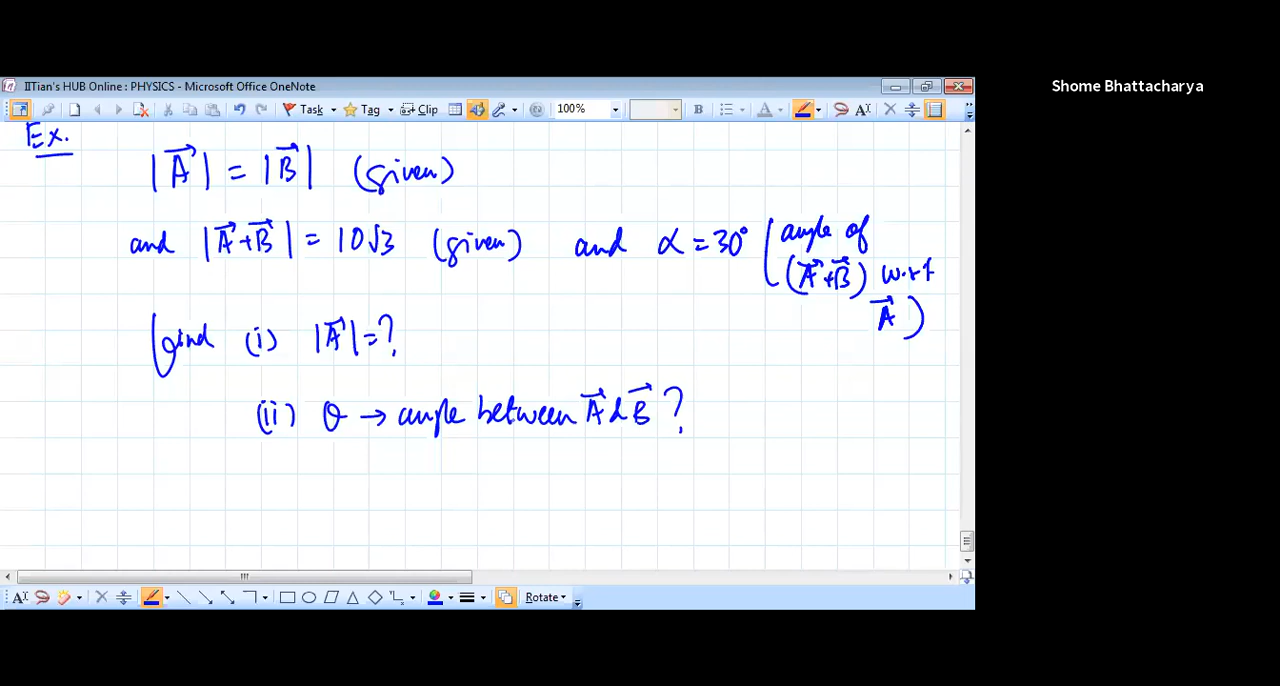 IITian's HUB Online : PHYSICS - Microsoft Office OneNote
Shome Bhattacharya
Task Tag Clip 100% B A A
Ex.
|A⃗| = |B⃗| (given)
and |A⃗+B⃗| = 10√3 (given) and α = 30° (angle of
(A⃗+B⃗) w.r.t
A⃗)
find (i) |A⃗| = ?
(ii) θ → angle between A⃗ & B⃗ ?
A Rotate